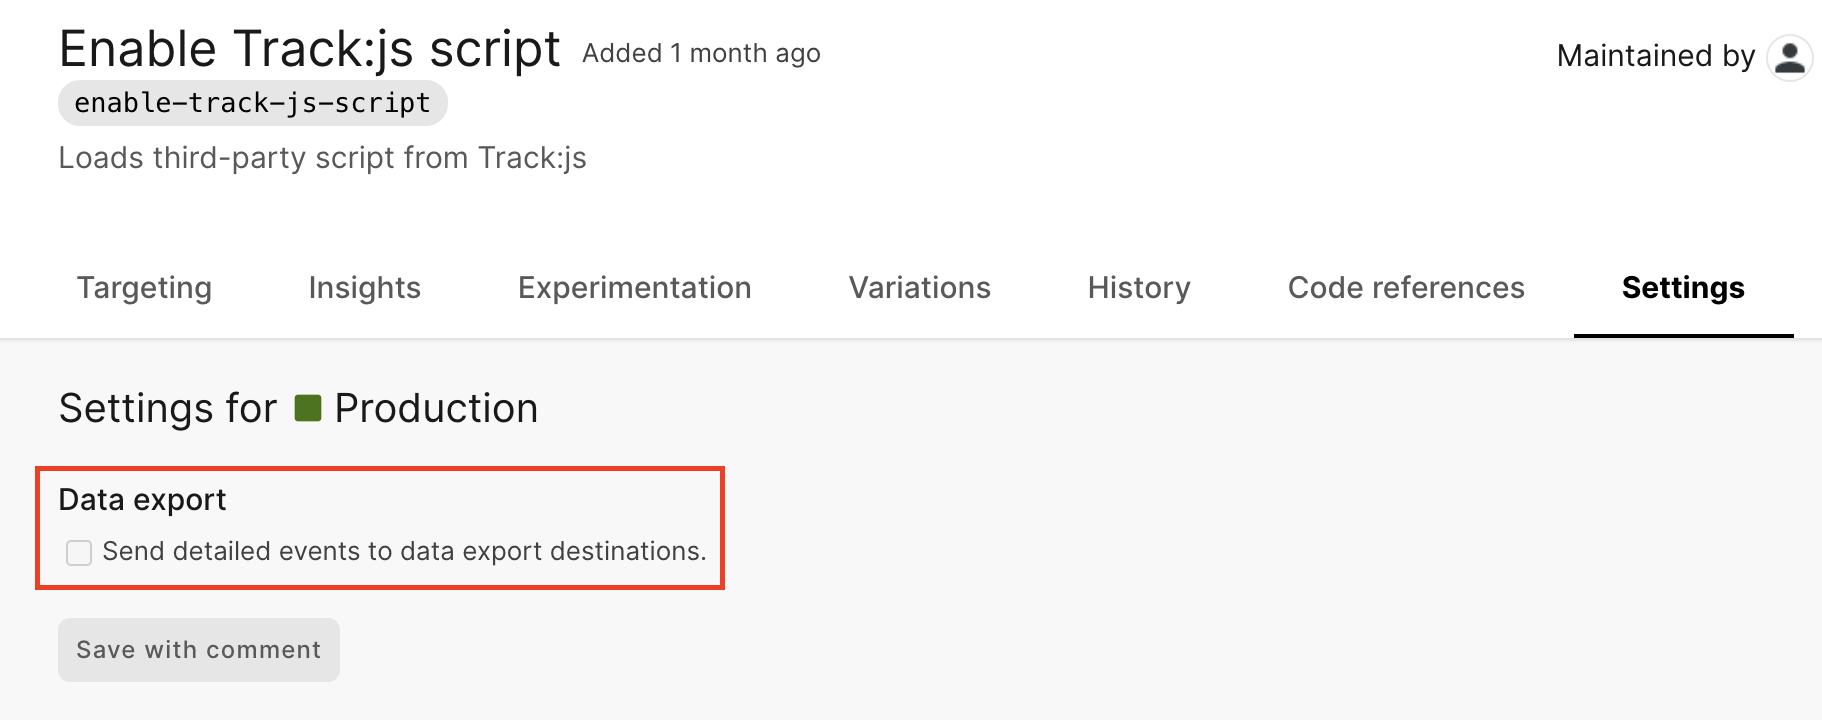 Enable Track:js script Added 1 month ago
Maintained by
enable-track-js-script
Loads third-party script from Track:js
Targeting Insights Experimentation Variations History Code references Settings
Settings for Production
Data export
Send detailed events to data export destinations.
Save with comment